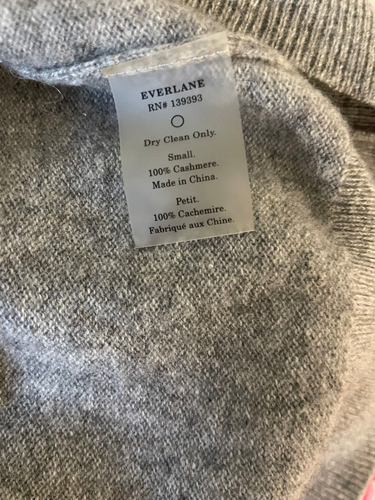 EVERLANE
RN# 139393
Dry Clean Only.
Small.
100% Cashmere.
Made in China.
Petit.
100% Cachemire.
Fabriqué aux Chine.